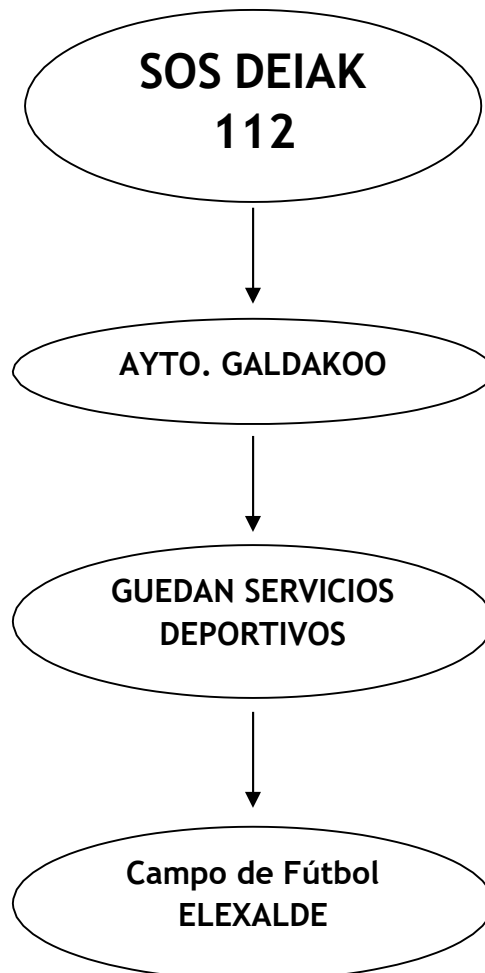 SOS DEIAK
112
AYTO. GALDAKOO
GUEDAN SERVICIOS
DEPORTIVOS
Campo de Fútbol
ELEXALDE